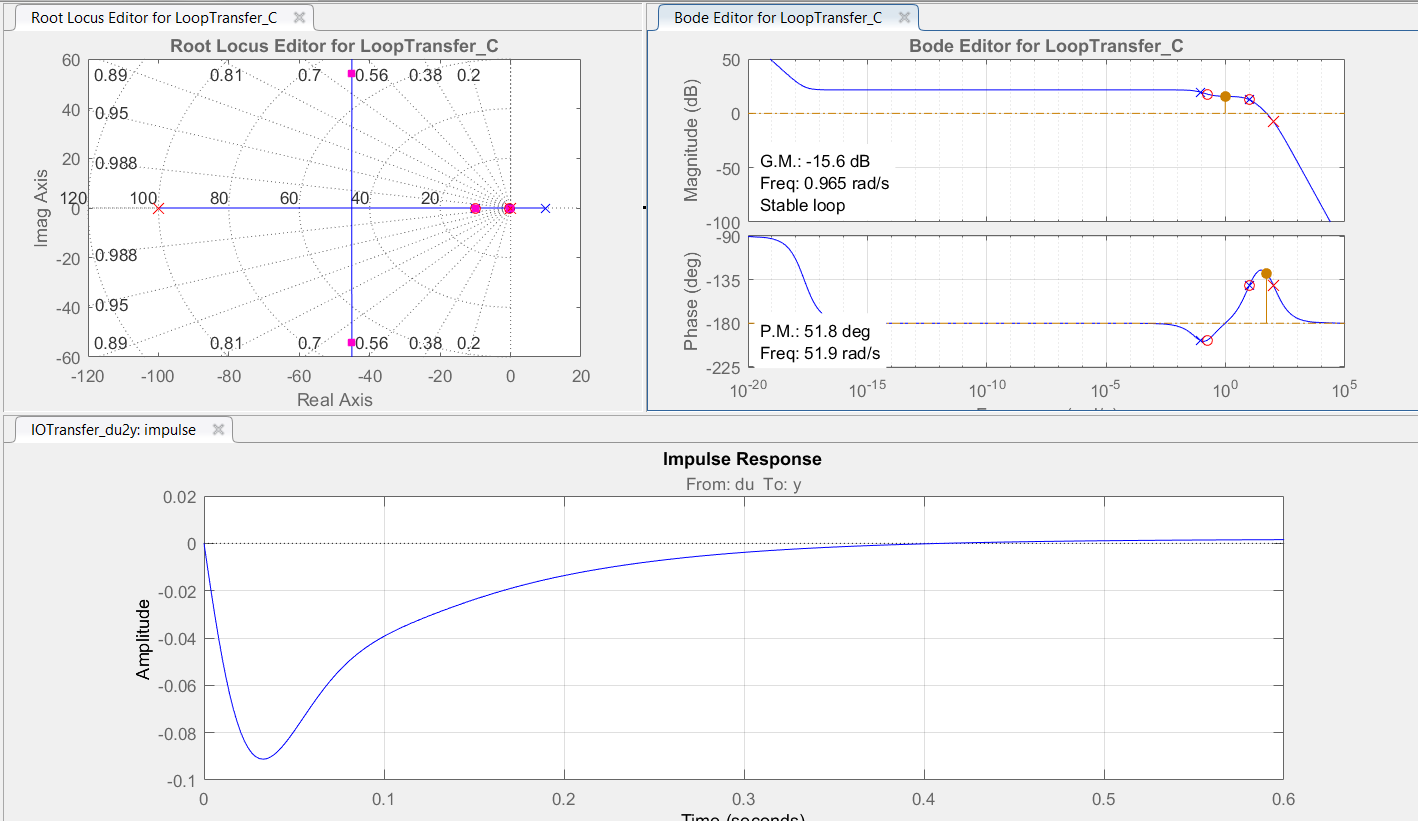 Root Locus Editor for LoopTransfer_C
Root Locus Editor for LoopTransfer_C
60
0.89 0.81 0.7 0.56 0.38 0.2
40
0.95
20
0.988
120 100 80 60 40 20
0
-20
0.988
-40
0.95
0.89 0.81 0.7 0.56 0.38 0.2
-60
-120 -100 -80 -60 -40 -20 0 20
Real Axis
Imag Axis
Bode Editor for LoopTransfer_C
Bode Editor for LoopTransfer_C
50
0
-50
-100
Magnitude (dB)
G.M.: -15.6 dB
Freq: 0.965 rad/s
Stable loop
-90
-135
-180
-225
Phase (deg)
P.M.: 51.8 deg
Freq: 51.9 rad/s
10^-20 10^-15 10^-10 10^-5 10^0 10^5
IOTransfer_du2y: impulse
Impulse Response
From: du To: y
0.02
0
-0.02
-0.04
-0.06
-0.08
-0.1
Amplitude
0 0.1 0.2 0.3 0.4 0.5 0.6
Time (seconds)